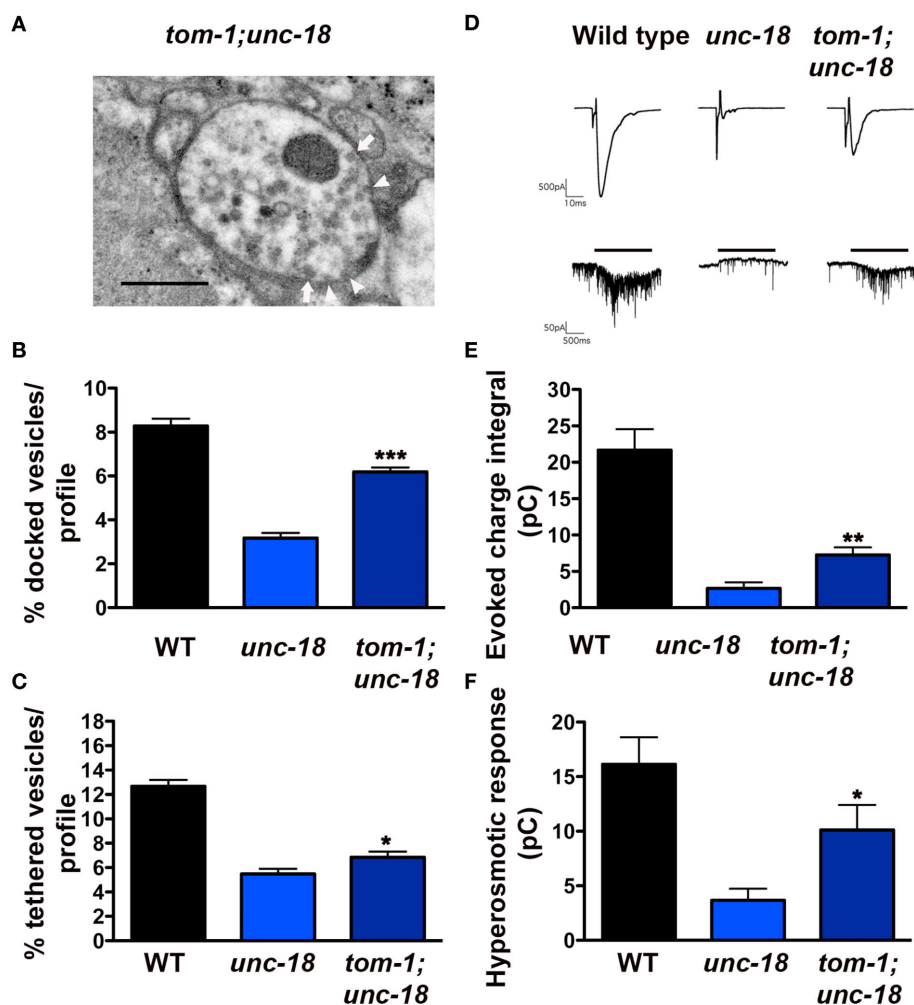 A
tom-1;unc-18
B
% docked vesicles/
profile
10
8
6
4
2
0
***
WT
unc-18
tom-1;
unc-18
C
% tethered vesicles/
profile
18
16
14
12
10
8
6
4
2
0
*
WT
unc-18
tom-1;
unc-18
D
Wild type
unc-18
tom-1;
unc-18
500pA
10ms
50pA
500ms
E
Evoked charge integral
(pC)
30
25
20
15
10
5
0
**
WT
unc-18
tom-1;
unc-18
F
Hyperosmotic response
(pC)
20
15
10
5
0
*
WT
unc-18
tom-1;
unc-18